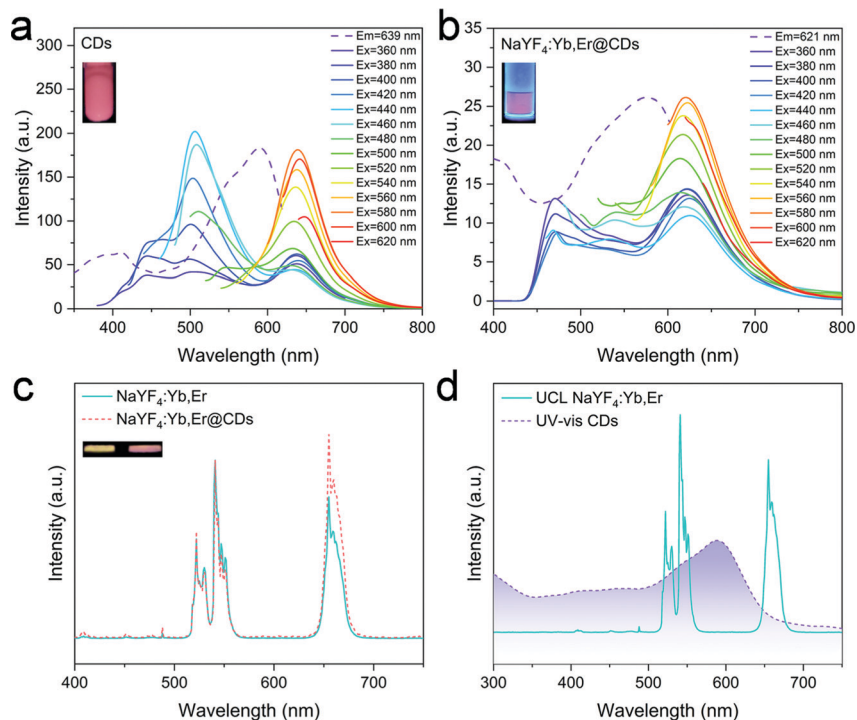 a
CDs
Em=639 nm
Ex=360 nm
Ex=380 nm
Ex=400 nm
Ex=420 nm
Ex=440 nm
Ex=460 nm
Ex=480 nm
Ex=500 nm
Ex=520 nm
Ex=540 nm
Ex=560 nm
Ex=580 nm
Ex=600 nm
Ex=620 nm
Intensity (a.u.)
300
250
200
150
100
50
0
400 500 600 700 800
Wavelength (nm)
b
NaYF₄:Yb,Er@CDs
Em=621 nm
Ex=360 nm
Ex=380 nm
Ex=400 nm
Ex=420 nm
Ex=440 nm
Ex=460 nm
Ex=480 nm
Ex=500 nm
Ex=520 nm
Ex=540 nm
Ex=560 nm
Ex=580 nm
Ex=600 nm
Ex=620 nm
Intensity (a.u.)
35
30
25
20
15
10
5
0
400 500 600 700 800
Wavelength (nm)
c
NaYF₄:Yb,Er
NaYF₄:Yb,Er@CDs
Intensity (a.u.)
400 500 600 700
Wavelength (nm)
d
UCL NaYF₄:Yb,Er
UV-vis CDs
Intensity (a.u.)
300 400 500 600 700
Wavelength (nm)